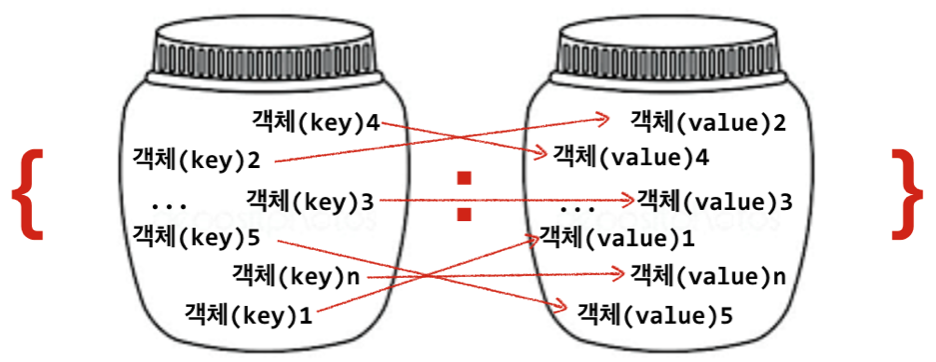 객체(key)4
객체(key)2
... 객체(key)3
객체(key)5
객체(key)n
객체(key)1
{ : }
객체(value)2
객체(value)4
... 객체(value)3
객체(value)1
객체(value)n
객체(value)5